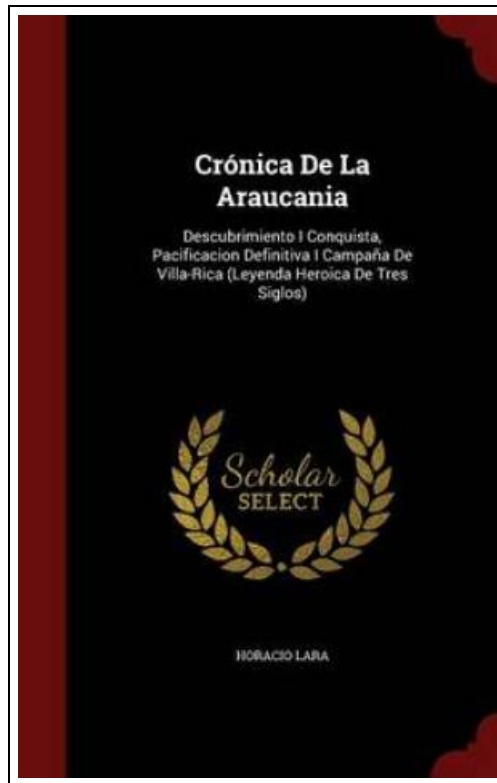 Crónica De La
Araucania
Descubrimiento I Conquista,
Pacificacion Definitiva I Campaña De
Villa-Rica (Leyenda Heroica De Tres
Siglos)
Scholar
SELECT
HORACIO LARA